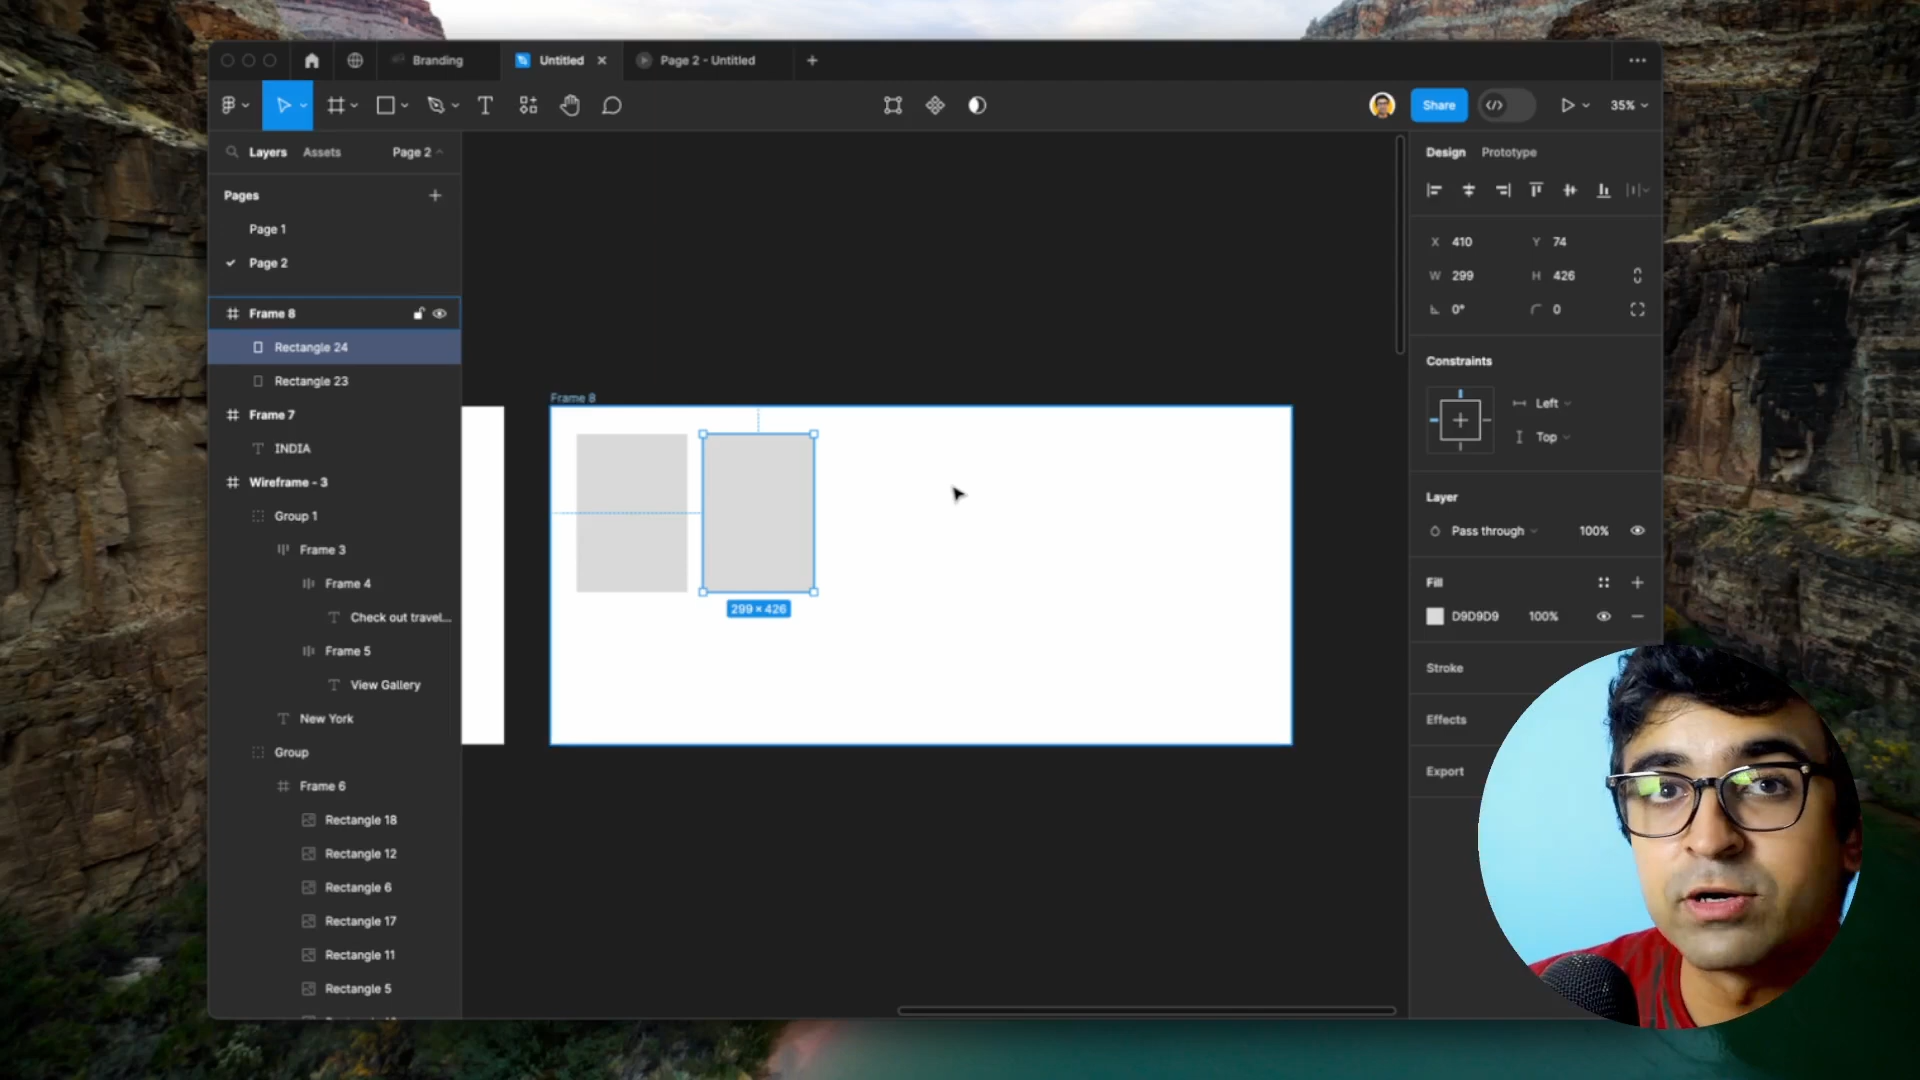 Branding
Untitled
Page 2 - Untitled
Share
35%
Layers
Assets
Page 2
Design
Prototype
Pages
Page 1
Page 2
X 410
Y 74
W 299
H 426
0°
0
Frame 8
Rectangle 24
Rectangle 23
Frame 7
INDIA
Wireframe - 3
Group 1
Frame 3
Frame 4
Check out travel...
Frame 5
View Gallery
New York
Group
Frame 6
Rectangle 18
Rectangle 12
Rectangle 6
Rectangle 17
Rectangle 11
Rectangle 5
Frame 8
299 × 426
Constraints
Left
Top
Layer
Pass through
100%
Fill
D9D9D9
100%
Stroke
Effects
Export